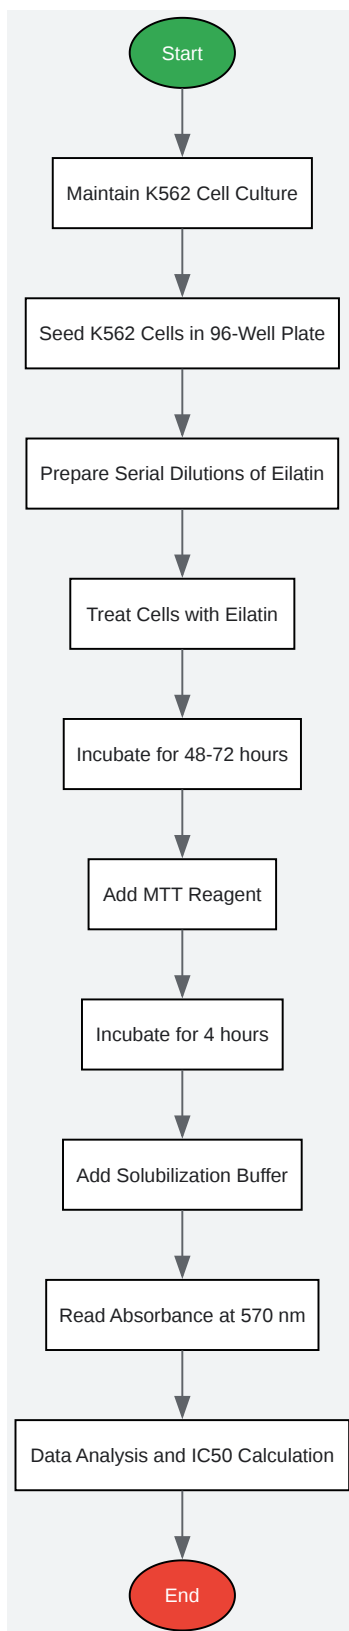 Start
Maintain K562 Cell Culture
Seed K562 Cells in 96-Well Plate
Prepare Serial Dilutions of Eilatin
Treat Cells with Eilatin
Incubate for 48-72 hours
Add MTT Reagent
Incubate for 4 hours
Add Solubilization Buffer
Read Absorbance at 570 nm
Data Analysis and IC50 Calculation
End